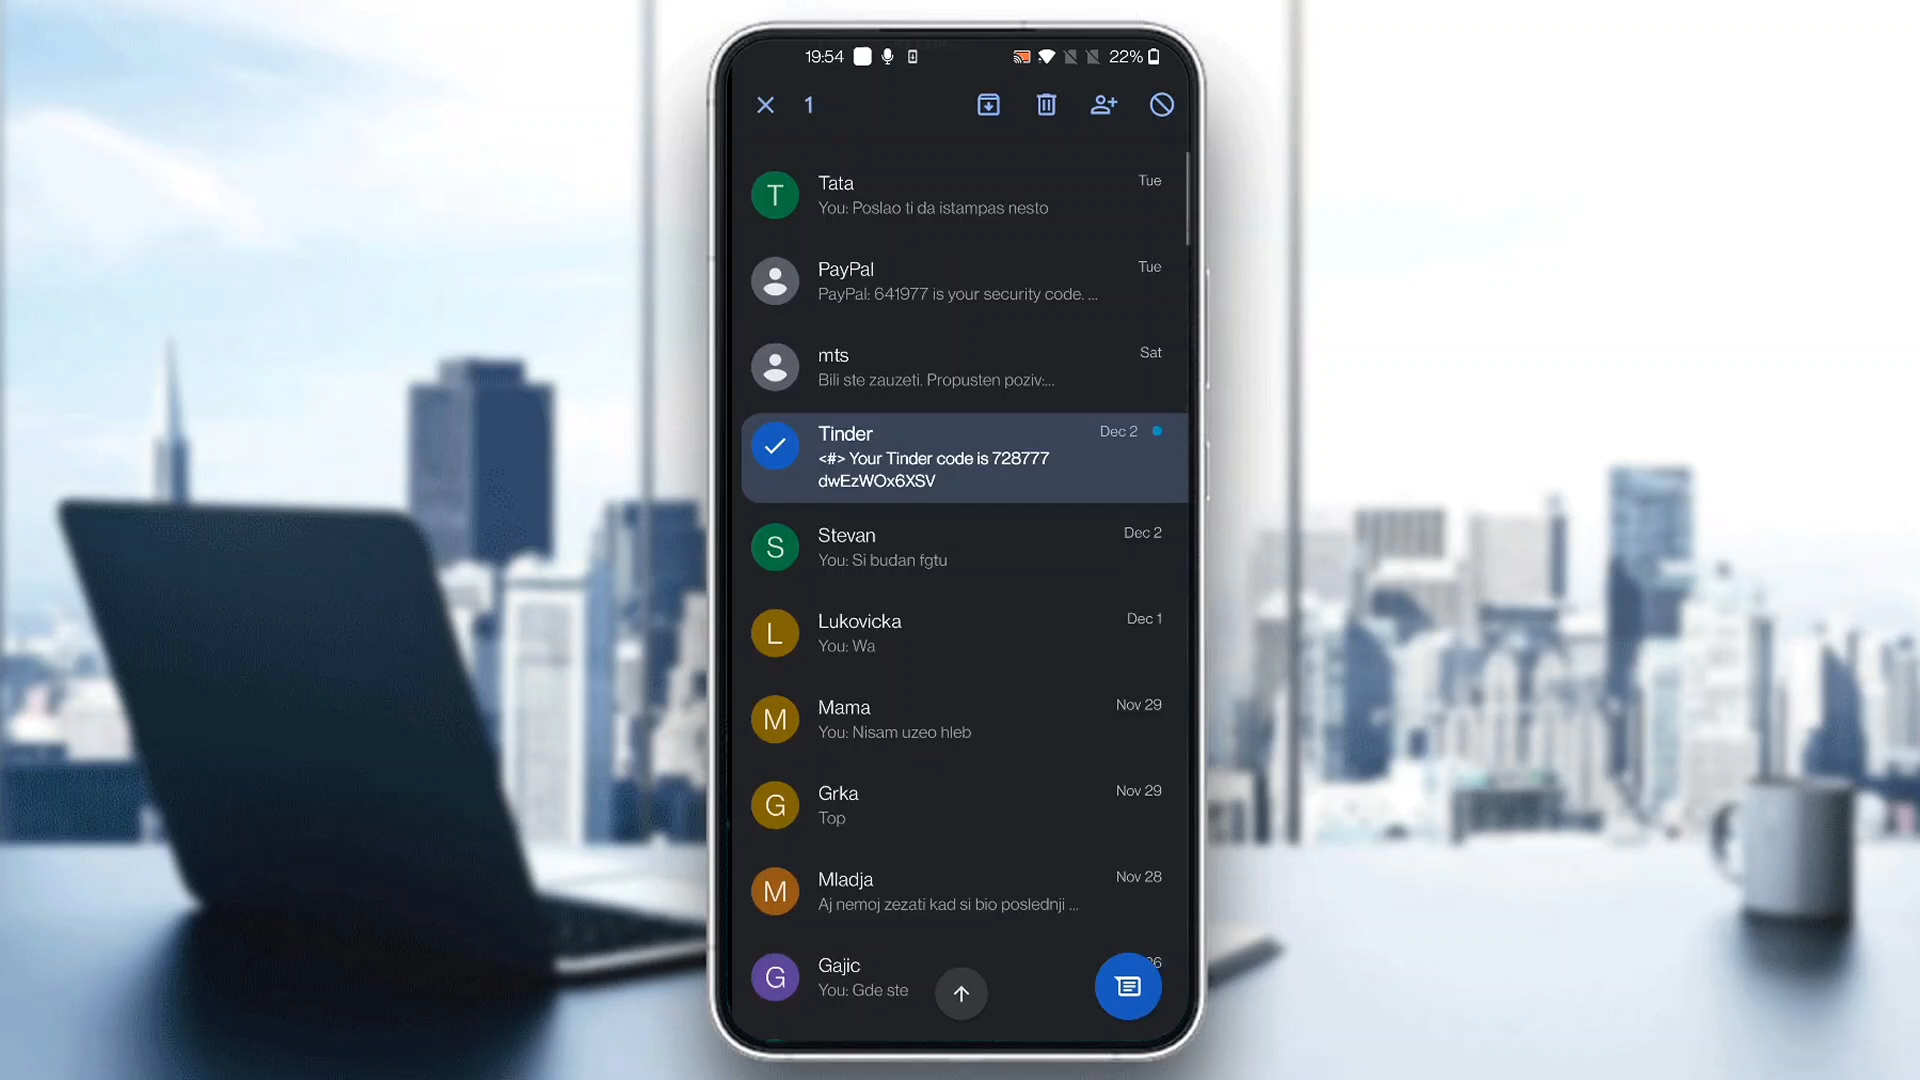 19:54
22%
1
T
Tata
Tue
You: Poslao ti da istampas nesto
PayPal
Tue
PayPal: 641977 is your security code. ...
mts
Sat
Bili ste zauzeti. Propusten poziv:...
Tinder
Dec 2
<#> Your Tinder code is 728777
dwEzWOx6XSV
S
Stevan
Dec 2
You: Si budan fgtu
L
Lukovicka
Dec 1
You: Wa
M
Mama
Nov 29
You: Nisam uzeo hleb
G
Grka
Nov 29
Top
M
Mladja
Nov 28
Aj nemoj zezati kad si bio poslednji ...
G
Gajic
You: Gde ste